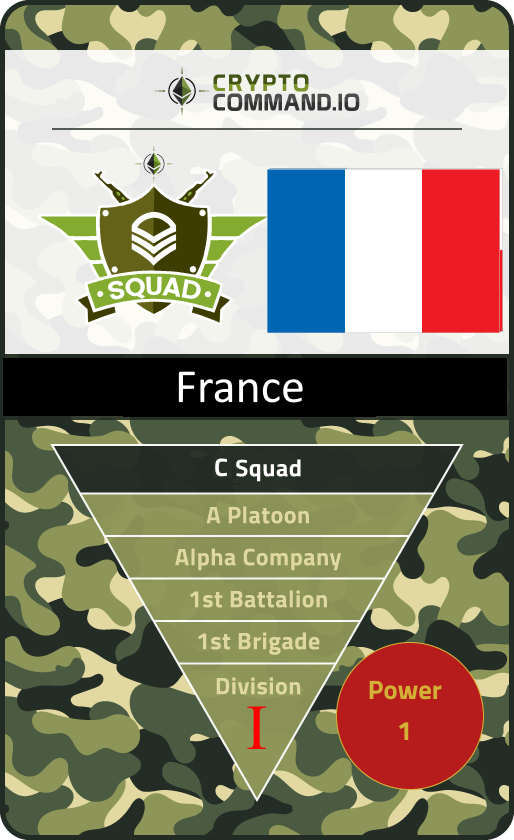 CRYPTO
COMMAND.IO
SQUAD
France
C Squad
A Platoon
Alpha Company
1st Battalion
1st Brigade
Division
I
Power
1